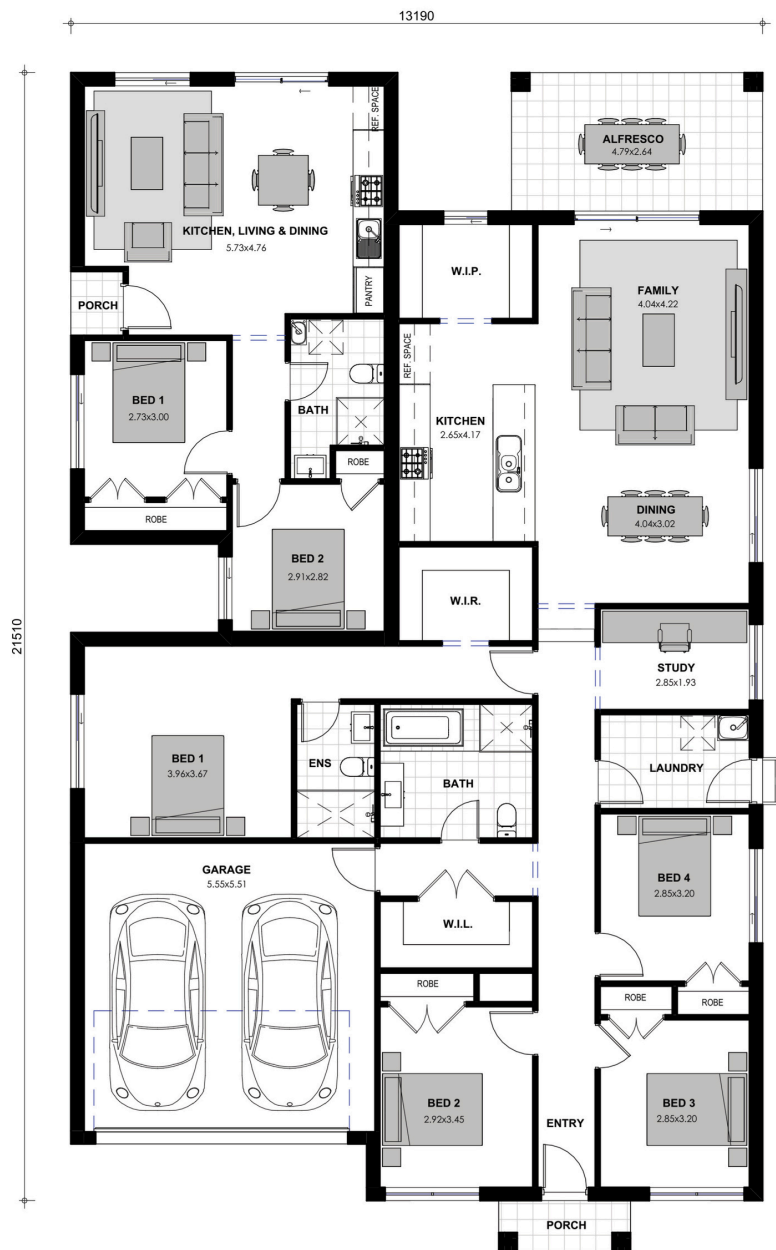 13190
21510
REF. SPACE
ALFRESCO
4.79x2.64
KITCHEN, LIVING & DINING
5.73x4.76
PANTRY
PORCH
W.I.P.
FAMILY
4.04x4.22
BED 1
2.73x3.00
BATH
REF. SPACE
KITCHEN
2.65x4.17
ROBE
ROBE
DINING
4.04x3.02
BED 2
2.91x2.82
W.I.R.
STUDY
2.85x1.93
BED 1
3.96x3.67
ENS
BATH
LAUNDRY
GARAGE
5.55x5.51
BED 4
2.85x3.20
W.I.L.
ROBE
ROBE
ROBE
BED 2
2.92x3.45
ENTRY
BED 3
2.85x3.20
PORCH